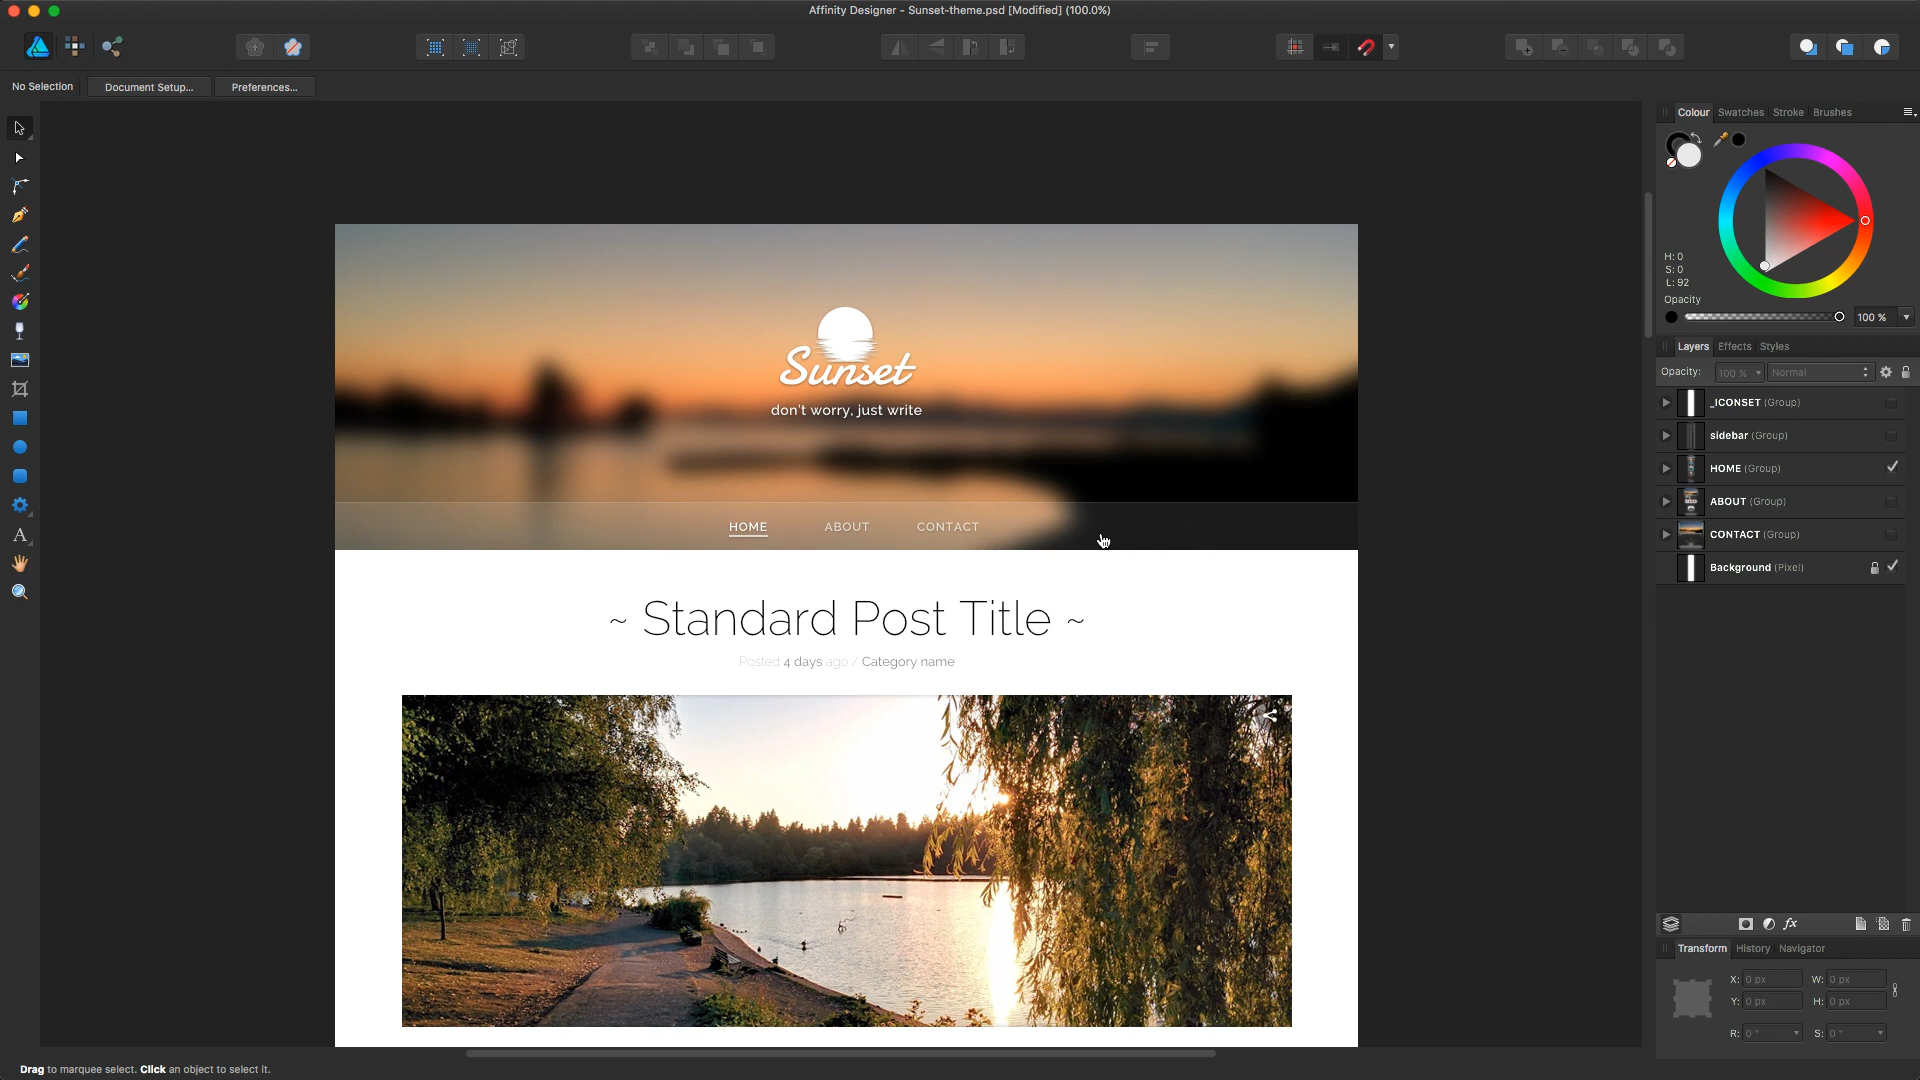 Affinity Designer - Sunset-theme.psd [Modified] (100.0%)
No Selection
Document Setup...
Preferences...
Colour
Swatches
Stroke
Brushes
H: 0
S: 0
L: 92
Opacity
100 %
Layers
Effects
Styles
Opacity:
100 %
Normal
_ICONSET (Group)
sidebar (Group)
HOME (Group)
ABOUT (Group)
CONTACT (Group)
Background (Pixel)
fx
Transform
History
Navigator
X: 0 px
W: 0 px
Y: 0 px
H: 0 px
R: 0 °
S: 0 °
A
Sunset
don't worry, just write
HOME
ABOUT
CONTACT
~ Standard Post Title ~
Posted 4 days ago / Category name
Drag to marquee select. Click an object to select it.